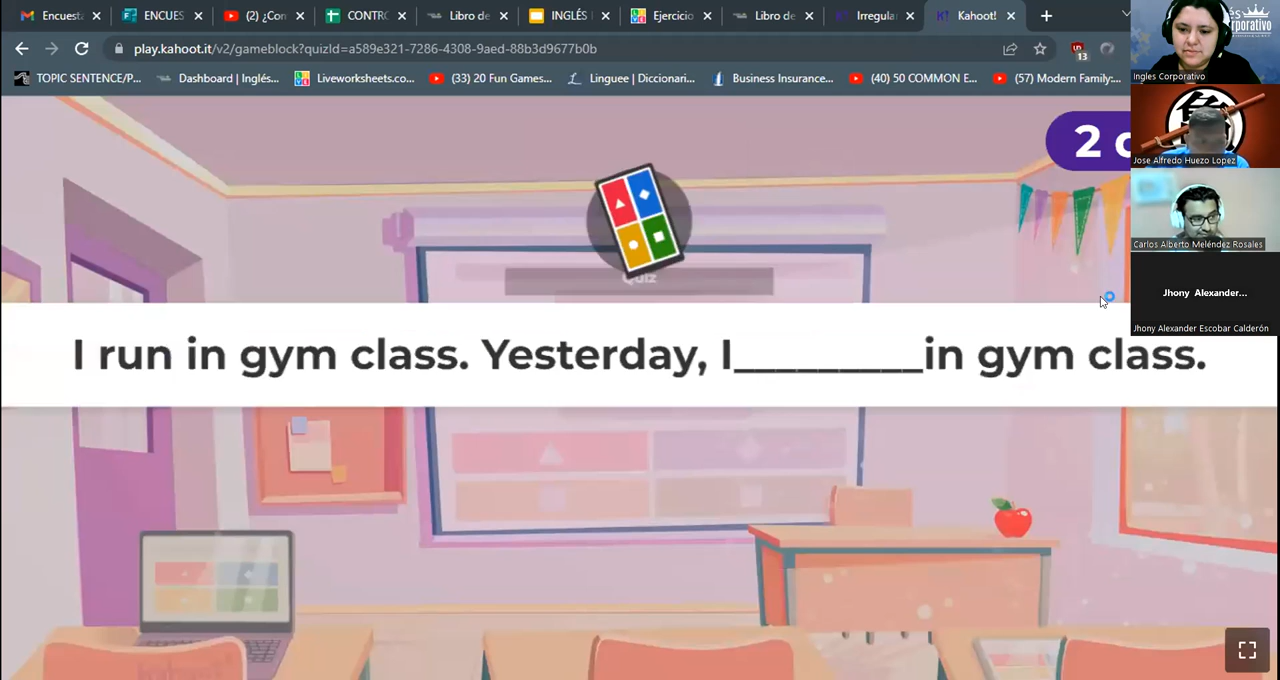 Encuesta
ENCUES
(2) ¿Con
CONTRO
Libro de
INGLÉS
Ejercicio
Libro de
Irregula
Kahoot!
play.kahoot.it/v2/gameblock?quizId=a589e321-7286-4308-9aed-88b3d9677b0b
13
TOPIC SENTENCE/P...
Dashboard | Inglés...
Liveworksheets.co...
(33) 20 Fun Games...
Linguee | Diccionari...
Business Insurance...
(40) 50 COMMON E...
(57) Modern Family:...
Ingles Corporativo
2
Jose Alfredo Huezo Lopez
Carlos Alberto Meléndez Rosales
Jhony Alexander...
Jhony Alexander Escobar Calderón
Quiz
I run in gym class. Yesterday, I_________in gym class.